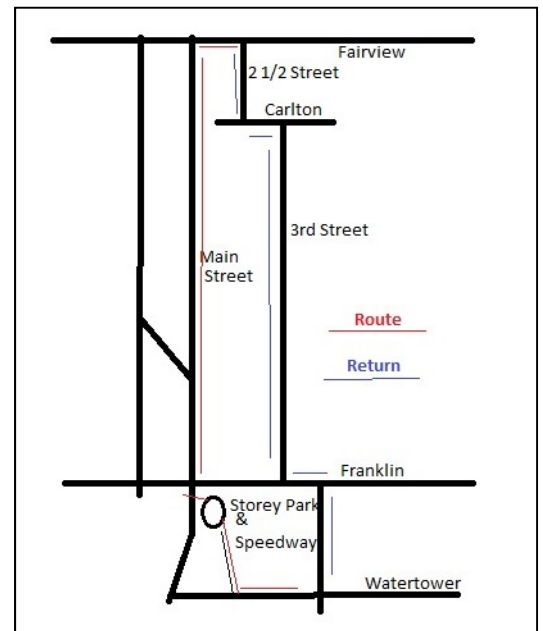 Fairview
2 1/2 Street
Carlton
3rd Street
Main
Street
Route
Return
Franklin
Storey Park
&
Speedway
Watertower